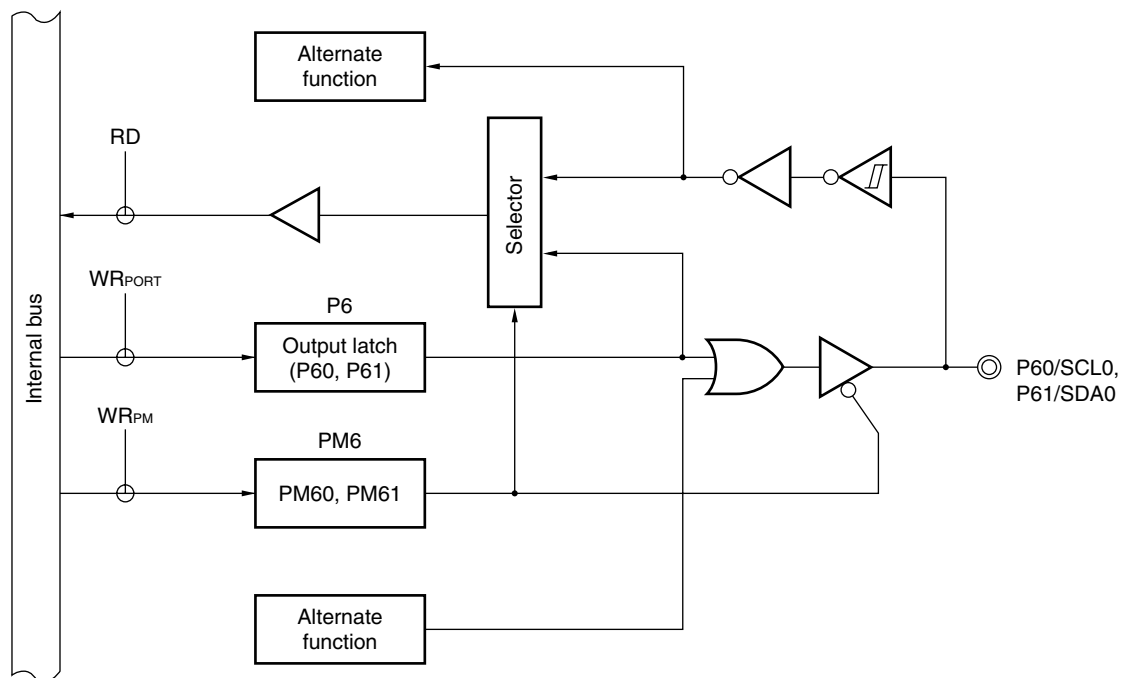 Alternate
function
RD
Selector
WRPORT
P6
Internal bus
Output latch
(P60, P61)
P60/SCL0,
P61/SDA0
WRPM
PM6
PM60, PM61
Alternate
function